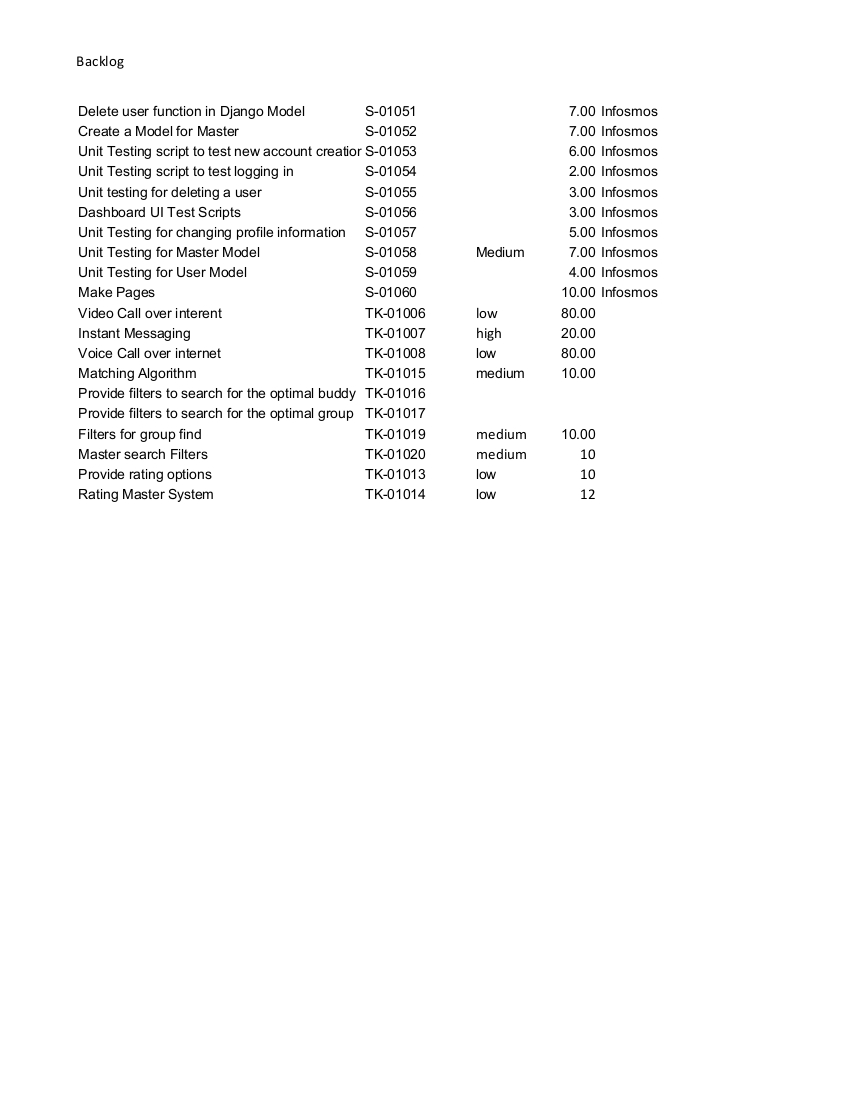 Backlog
Delete user function in Django Model S-01051 7.00 Infosmos
Create a Model for Master S-01052 7.00 Infosmos
Unit Testing script to test new account creation S-01053 6.00 Infosmos
Unit Testing script to test logging in S-01054 2.00 Infosmos
Unit testing for deleting a user S-01055 3.00 Infosmos
Dashboard UI Test Scripts S-01056 3.00 Infosmos
Unit Testing for changing profile information S-01057 5.00 Infosmos
Unit Testing for Master Model S-01058 Medium 7.00 Infosmos
Unit Testing for User Model S-01059 4.00 Infosmos
Make Pages S-01060 10.00 Infosmos
Video Call over interent TK-01006 low 80.00
Instant Messaging TK-01007 high 20.00
Voice Call over internet TK-01008 low 80.00
Matching Algorithm TK-01015 medium 10.00
Provide filters to search for the optimal buddy TK-01016
Provide filters to search for the optimal group TK-01017
Filters for group find TK-01019 medium 10.00
Master search Filters TK-01020 medium 10
Provide rating options TK-01013 low 10
Rating Master System TK-01014 low 12